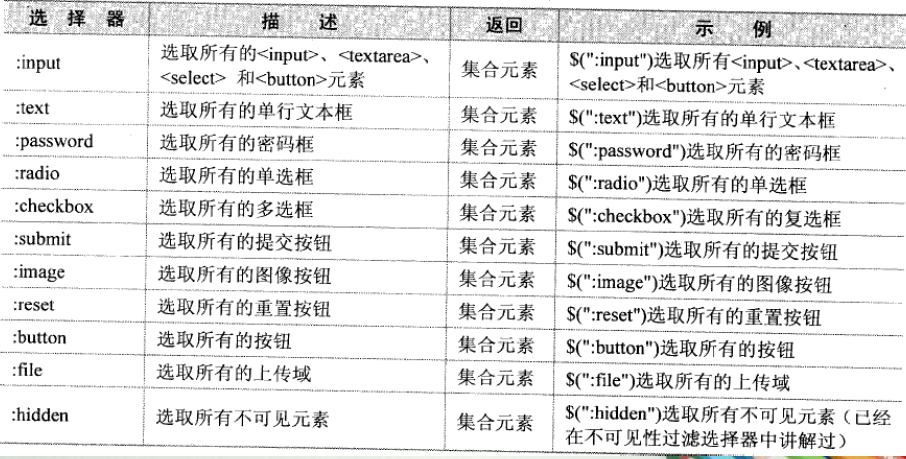 选 择 器 描 述 返回 示 例
:input 选取所有的<input>、<textarea>、 集合元素 $(":input")选取所有<input>、<textarea>、
<select> 和<button>元素 <select>和<button>元素
:text 选取所有的单行文本框 集合元素 $(":text")选取所有的单行文本框
:password 选取所有的密码框 集合元素 $(":password")选取所有的密码框
:radio 选取所有的单选框 集合元素 $(":radio")选取所有的单选框
:checkbox 选取所有的多选框 集合元素 $(":checkbox")选取所有的复选框
:submit 选取所有的提交按钮 集合元素 $(":submit")选取所有的提交按钮
:image 选取所有的图像按钮 集合元素 $(":image")选取所有的图像按钮
:reset 选取所有的重置按钮 集合元素 $(":reset")选取所有的重置按钮
:button 选取所有的按钮 集合元素 $(":button")选取所有的按钮
:file 选取所有的上传域 集合元素 $(":file")选取所有的上传域
:hidden 选取所有不可见元素 集合元素 $(":hidden")选取所有不可见元素（已经
在不可见性过滤选择器中讲解过）